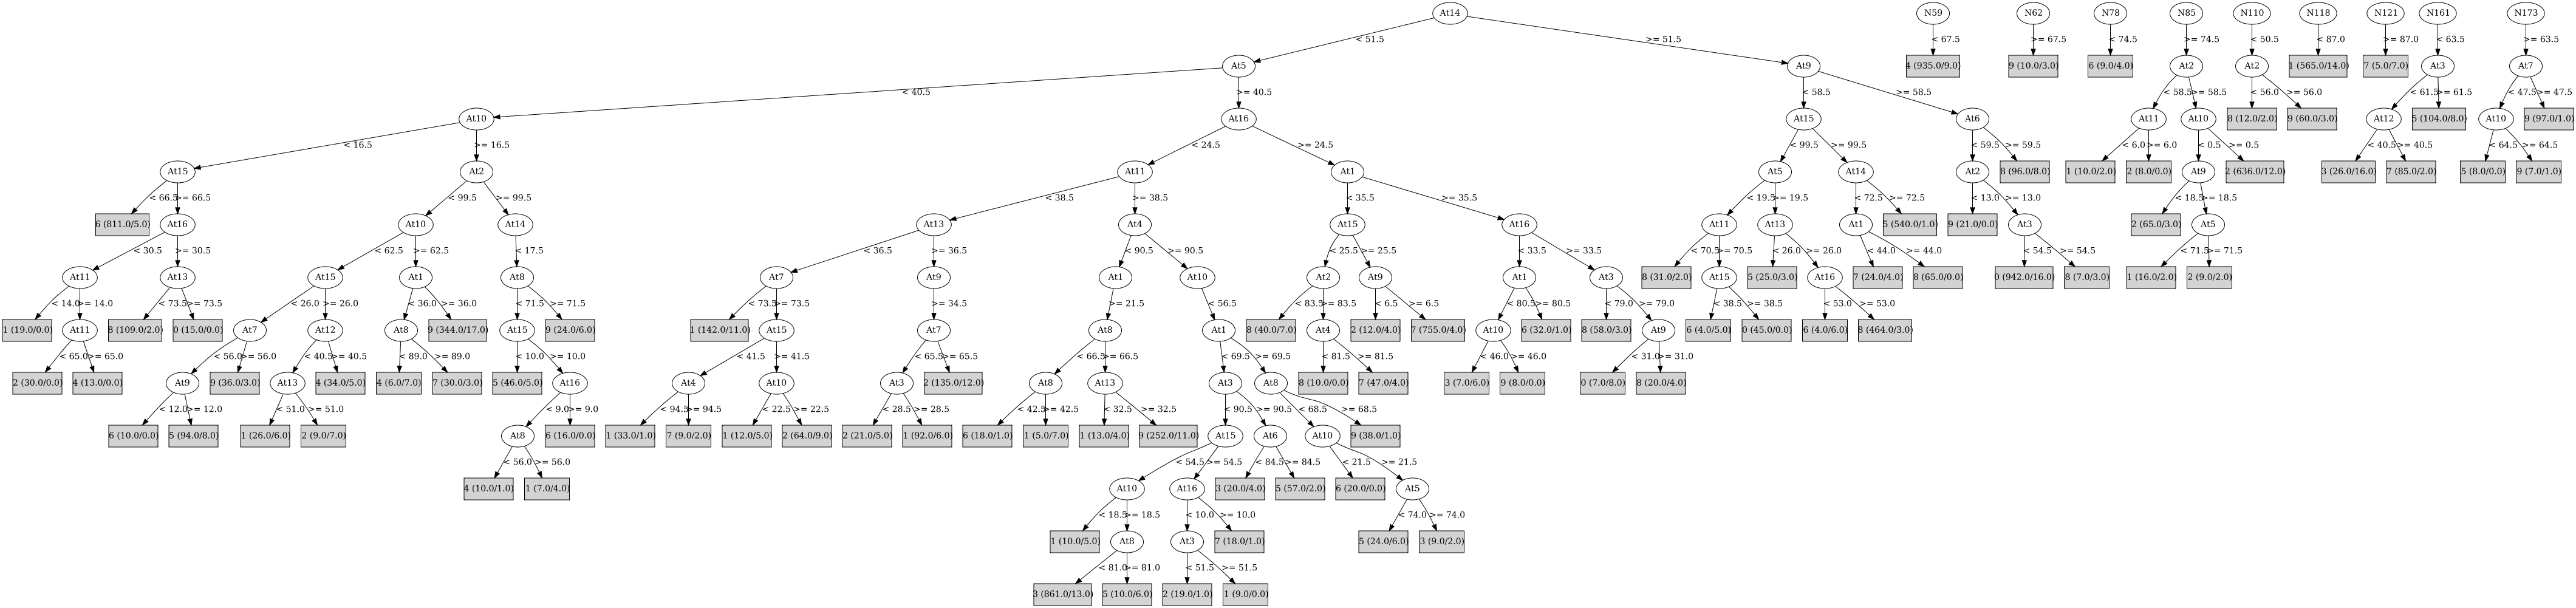 At14 N59 N62 N78 N85 N110 N118 N121 N161 N173
< 51.5 >= 51.5 < 67.5 >= 67.5 < 74.5 >= 74.5 < 50.5 < 87.0 >= 87.0 < 63.5 >= 63.5
At5 At9 4 (935.0/9.0) 9 (10.0/3.0) 6 (9.0/4.0) At2 At2 1 (565.0/14.0) 7 (5.0/7.0) At3 At7
< 40.5 >= 40.5 < 58.5 >= 58.5 < 58.5 >= 58.5 < 56.0 >= 56.0 < 61.5 >= 61.5 < 47.5 >= 47.5
At10 At16 At15 At6 At11 At10 8 (12.0/2.0) 9 (60.0/3.0) At12 5 (104.0/8.0) At10 9 (97.0/1.0)
< 16.5 >= 16.5 < 24.5 >= 24.5 < 99.5 >= 99.5 < 59.5 >= 59.5 < 6.0 >= 6.0 < 0.5 >= 0.5 < 40.5 >= 40.5 < 64.5 >= 64.5
At15 At2 At11 At1 At5 At14 At2 8 (96.0/8.0) 1 (10.0/2.0) 2 (8.0/0.0) At9 2 (636.0/12.0) 3 (26.0/16.0) 7 (85.0/2.0) 5 (8.0/0.0) 9 (7.0/1.0)
< 66.5 >= 66.5 < 99.5 >= 99.5 < 38.5 >= 38.5 < 35.5 >= 35.5 < 19.5 >= 19.5 < 72.5 >= 72.5 < 13.0 >= 13.0 < 18.5 >= 18.5
6 (811.0/5.0) At16 At10 At14 At13 At4 At15 At16 At11 At13 At1 5 (540.0/1.0) 9 (21.0/0.0) At3 2 (65.0/3.0) At5
< 30.5 >= 30.5 < 62.5 >= 62.5 < 17.5 < 36.5 >= 36.5 < 90.5 >= 90.5 < 25.5 >= 25.5 < 33.5 >= 33.5 < 70.5 >= 70.5 < 26.0 >= 26.0 < 44.0 >= 44.0 < 54.5 >= 54.5 < 71.5 >= 71.5
At11 At13 At15 At1 At8 At7 At9 At1 At10 At2 At9 At1 At3 8 (31.0/2.0) At15 5 (25.0/3.0) At16 7 (24.0/4.0) 8 (65.0/0.0) 0 (942.0/16.0) 8 (7.0/3.0) 1 (16.0/2.0) 2 (9.0/2.0)
< 14.0 >= 14.0 < 73.5 >= 73.5 < 26.0 >= 26.0 < 36.0 >= 36.0 < 71.5 >= 71.5 < 73.5 >= 73.5 >= 34.5 >= 21.5 < 56.5 < 83.5 >= 83.5 < 6.5 >= 6.5 < 80.5 >= 80.5 < 79.0 >= 79.0 < 38.5 >= 38.5 < 53.0 >= 53.0
1 (19.0/0.0) At11 8 (109.0/2.0) 0 (15.0/0.0) At7 At12 At8 9 (344.0/17.0) At15 9 (24.0/6.0) 1 (142.0/11.0) At15 At7 At8 At1 8 (40.0/7.0) At4 2 (12.0/4.0) 7 (755.0/4.0) At10 6 (32.0/1.0) 8 (58.0/3.0) At9 6 (4.0/5.0) 0 (45.0/0.0) 6 (4.0/6.0) 8 (464.0/3.0)
< 65.0 >= 65.0 < 56.0 >= 56.0 < 40.5 >= 40.5 < 89.0 >= 89.0 < 10.0 >= 10.0 < 41.5 >= 41.5 < 65.5 >= 65.5 < 66.5 >= 66.5 < 69.5 >= 69.5 < 81.5 >= 81.5 < 46.0 >= 46.0 < 31.0 >= 31.0
2 (30.0/0.0) 4 (13.0/0.0) At9 9 (36.0/3.0) At13 4 (34.0/5.0) 4 (6.0/7.0) 7 (30.0/3.0) 5 (46.0/5.0) At16 At4 At10 At3 2 (135.0/12.0) At8 At13 At3 At8 8 (10.0/0.0) 7 (47.0/4.0) 3 (7.0/6.0) 9 (8.0/0.0) 0 (7.0/8.0) 8 (20.0/4.0)
< 12.0 >= 12.0 < 51.0 >= 51.0 < 9.0 >= 9.0 < 94.5 >= 94.5 < 22.5 >= 22.5 < 28.5 >= 28.5 < 42.5 >= 42.5 < 32.5 >= 32.5 < 90.5 >= 90.5 < 68.5 >= 68.5
6 (10.0/0.0) 5 (94.0/8.0) 1 (26.0/6.0) 2 (9.0/7.0) At8 6 (16.0/0.0) 1 (33.0/1.0) 7 (9.0/2.0) 1 (12.0/5.0) 2 (64.0/9.0) 2 (21.0/5.0) 1 (92.0/6.0) 6 (18.0/1.0) 1 (5.0/7.0) 1 (13.0/4.0) 9 (252.0/11.0) At15 At6 At10 9 (38.0/1.0)
< 56.0 >= 56.0 < 54.5 >= 54.5 < 84.5 >= 84.5 < 21.5 >= 21.5
4 (10.0/1.0) 1 (7.0/4.0) At10 At16 3 (20.0/4.0) 5 (57.0/2.0) 6 (20.0/0.0) At5
< 18.5 >= 18.5 < 10.0 >= 10.0 < 74.0 >= 74.0
1 (10.0/5.0) At8 At3 7 (18.0/1.0) 5 (24.0/6.0) 3 (9.0/2.0)
< 81.0 >= 81.0 < 51.5 >= 51.5
3 (861.0/13.0) 5 (10.0/6.0) 2 (19.0/1.0) 1 (9.0/0.0)